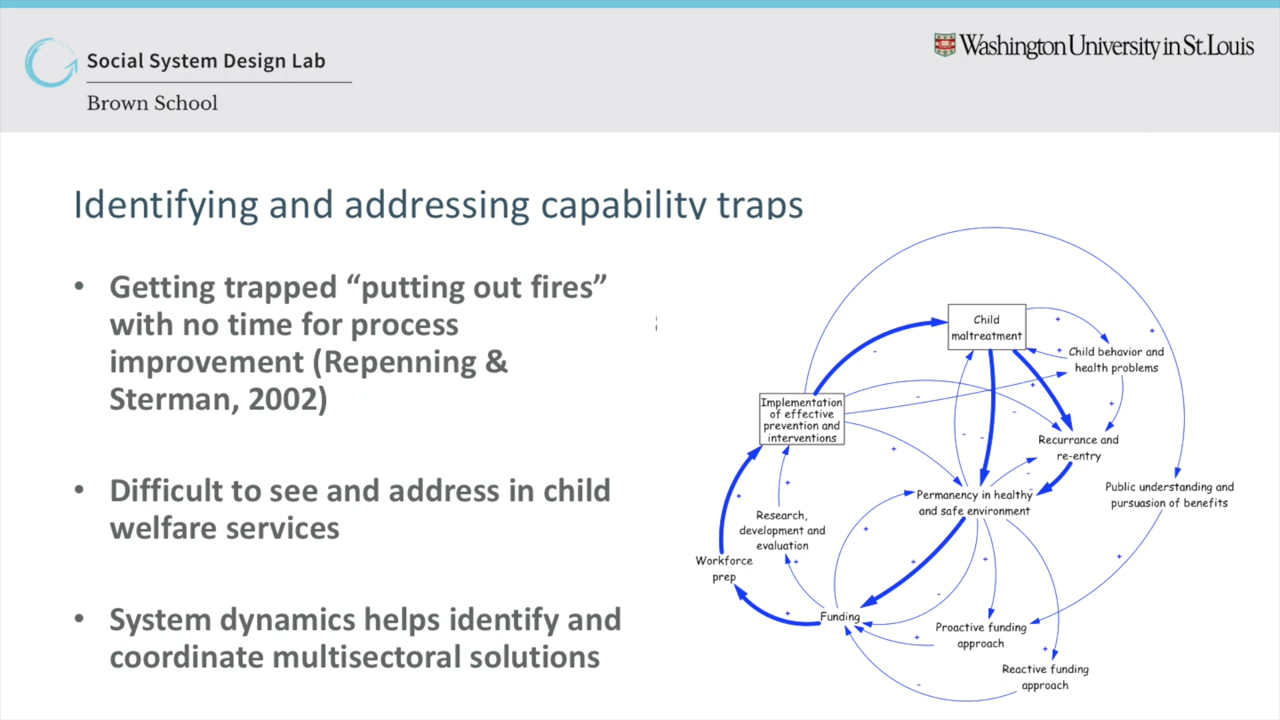 Social System Design Lab
Brown School
Washington University in St. Louis
Identifying and addressing capability traps
• Getting trapped “putting out fires”
with no time for process
improvement (Repenning &
Sterman, 2002)
• Difficult to see and address in child
welfare services
• System dynamics helps identify and
coordinate multisectoral solutions
Child
maltreatment
Child behavior and
health problems
Implementation
of effective
prevention and
interventions
Recurrance and
re-entry
Public understanding and
pursuasion of benefits
Permanency in healthy
and safe environment
Research,
development and
evaluation
Workforce
prep
Funding
Proactive funding
approach
Reactive funding
approach